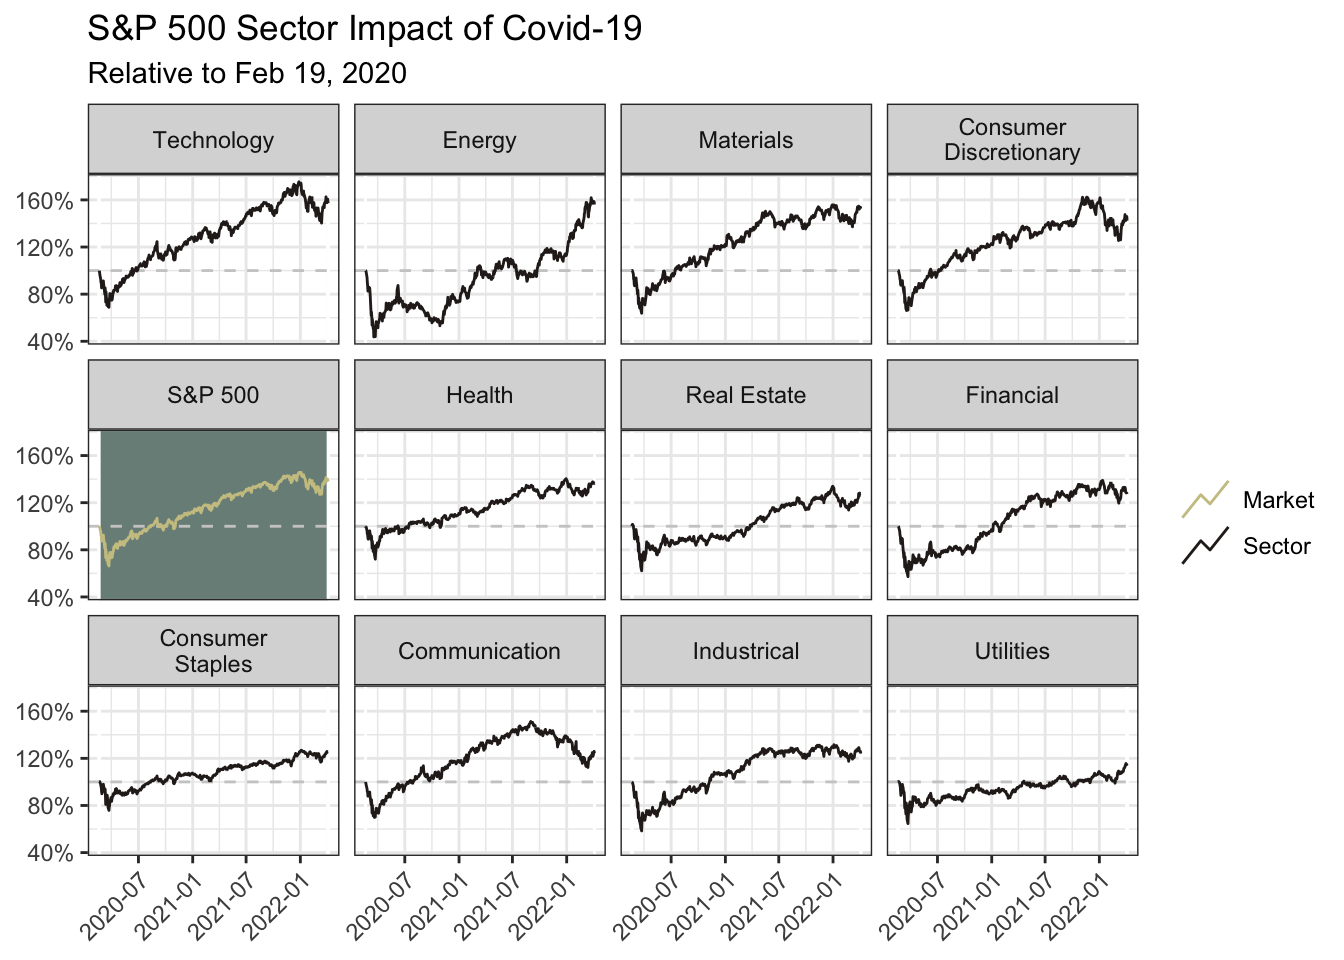 S&P 500 Sector Impact of Covid-19
Relative to Feb 19, 2020
Technology
Energy
Materials
Consumer
Discretionary
160%
120%
80%
40%
S&P 500
Health
Real Estate
Financial
160%
120%
80%
40%
Market
Sector
Consumer
Staples
Communication
Industrical
Utilities
160%
120%
80%
40%
2020-07
2021-01
2021-07
2022-01
2020-07
2021-01
2021-07
2022-01
2020-07
2021-01
2021-07
2022-01
2020-07
2021-01
2021-07
2022-01